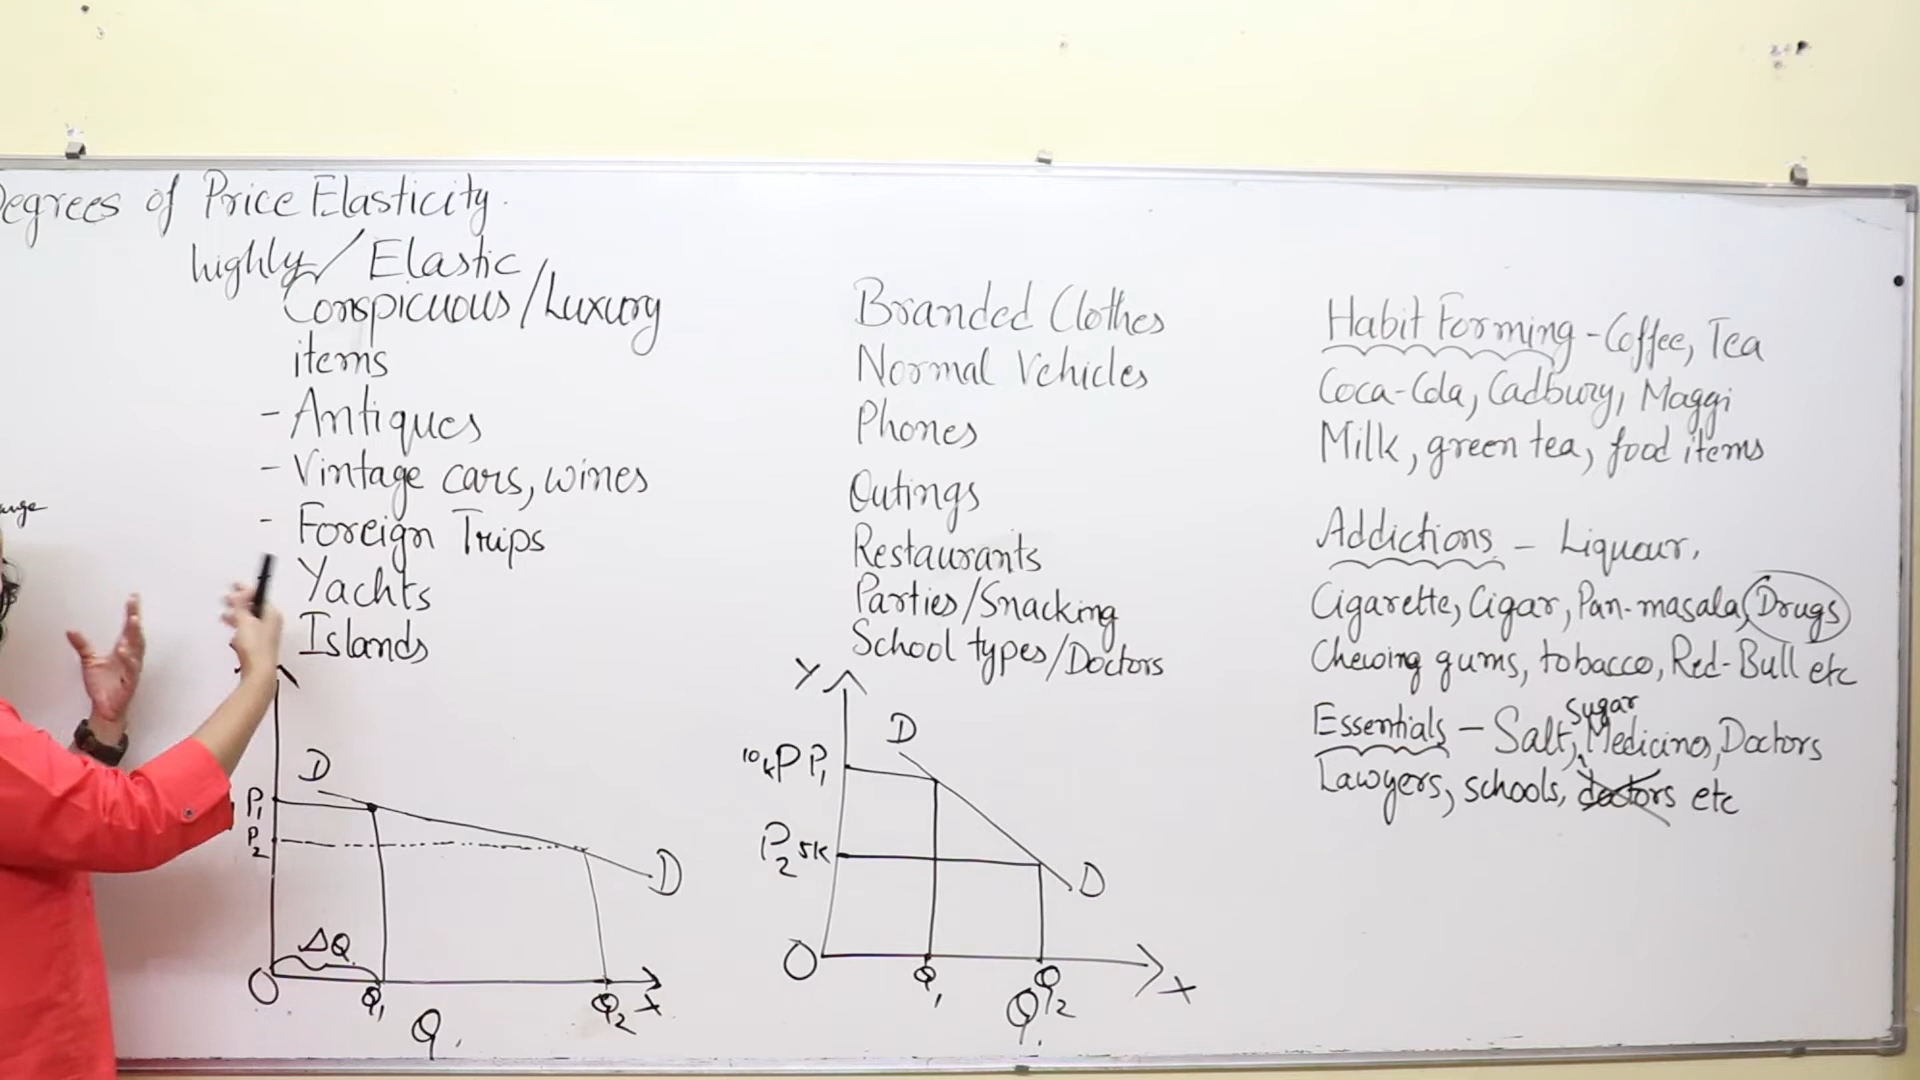 Degrees of Price Elasticity.
highly/Elastic
Conspicuous/Luxury
items
- Antiques
- Vintage cars, wines
- Foreign Trips
Yachts
Islands
D
P1
P2
D
ΔQ
O
Q1
Q2
X
Q1
Branded Clothes
Normal Vehicles
Phones
Outings
Restaurants
Parties/Snacking
School types/Doctors
Y
D
10k P P1
P2 5k
D
O
Q1
Q2
X
Q1
Habit Forming - Coffee, Tea
Coca-Cola, Cadbury, Maggi
Milk, green tea, food items
Addictions - Liqueur,
Cigarette, Cigar, Pan-masala, Drugs
Chewing gums, tobacco, Red-Bull etc
sugar
Essentials - Salt, Medicines, Doctors
Lawyers, schools, doctors etc